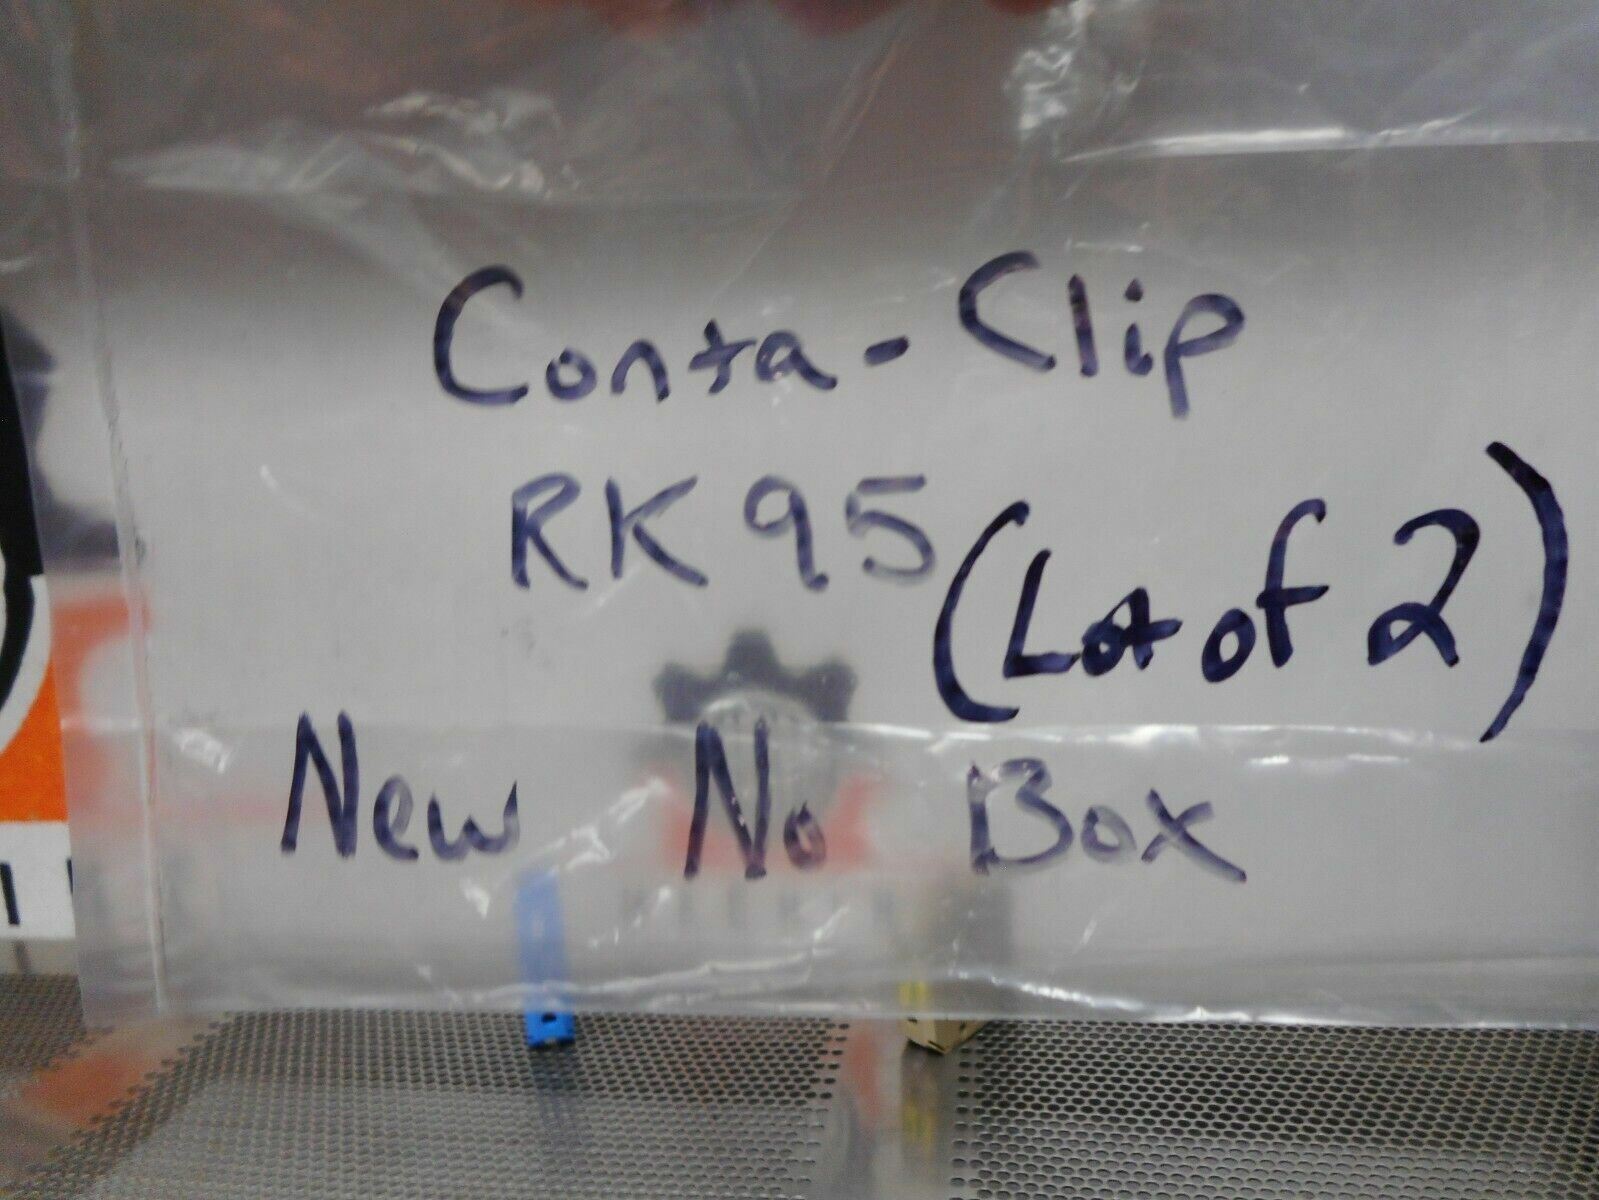 Conta-Clip
RK95
(Lot of 2)
New No Box